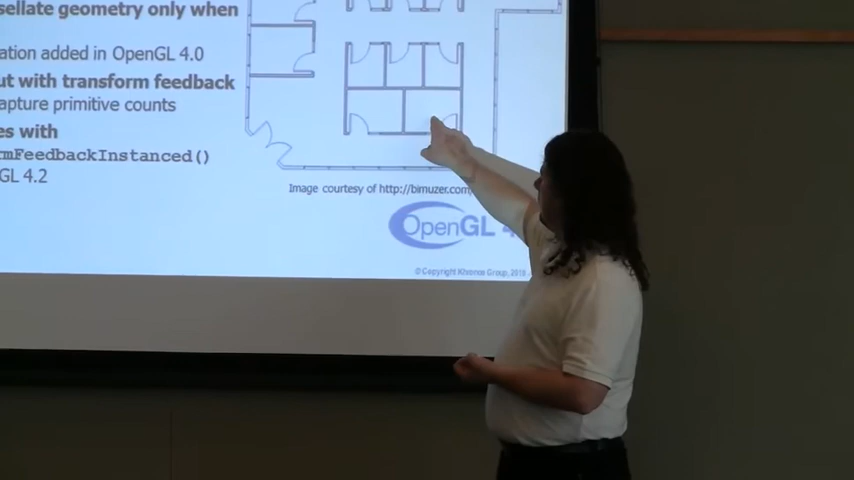 sellate geometry only when
ation added in OpenGL 4.0
ut with transform feedback
apture primitive counts
es with
rmFeedbackInstanced()
GL 4.2
Image courtesy of http://bimuzer.com
OpenGL 4
© Copyright Khronos Group, 2010